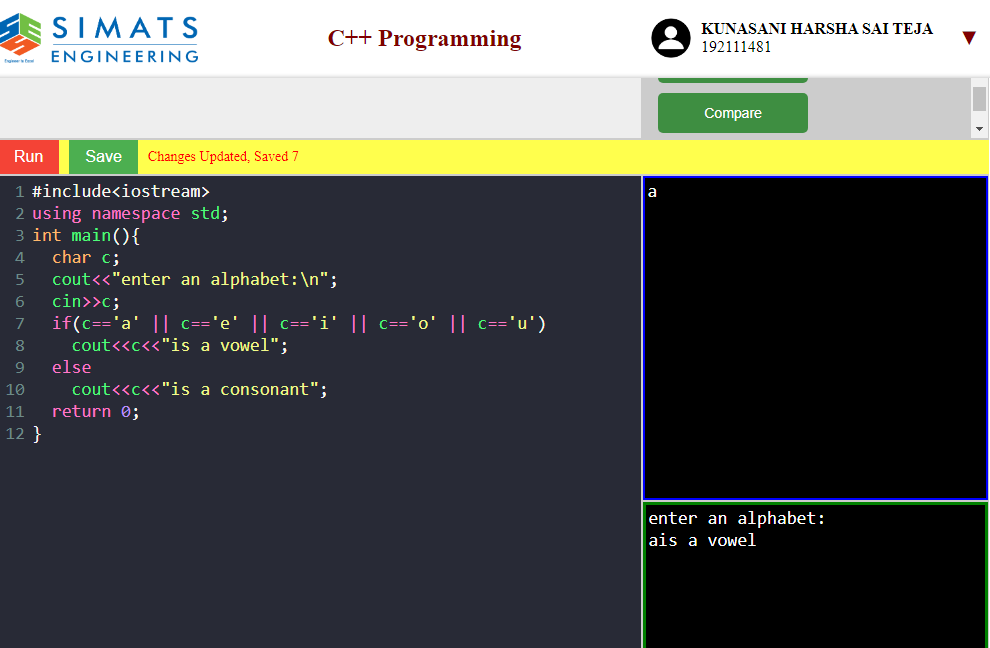 SIMATS
ENGINEERING
Engineer to Excel
C++ Programming
KUNASANI HARSHA SAI TEJA
192111481
Compare
Run
Save
Changes Updated, Saved 7
1 #include<iostream>
2 using namespace std;
3 int main(){
4   char c;
5   cout<<"enter an alphabet:\n";
6   cin>>c;
7   if(c=='a' || c=='e' || c=='i' || c=='o' || c=='u')
8     cout<<c<<"is a vowel";
9   else
10     cout<<c<<"is a consonant";
11   return 0;
12 }
a
enter an alphabet:
ais a vowel